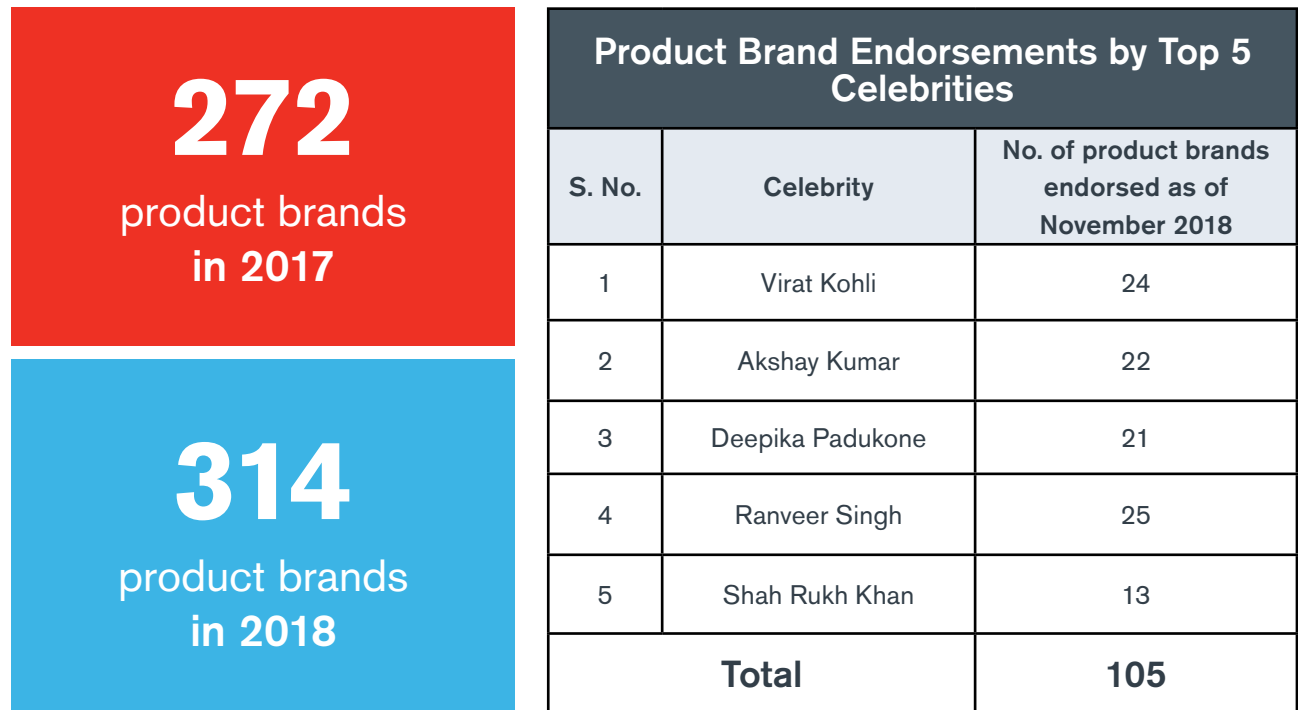 272
product brands
in 2017
314
product brands
in 2018
Product Brand Endorsements by Top 5
Celebrities
S. No.
Celebrity
No. of product brands
endorsed as of
November 2018
1 Virat Kohli 24
2 Akshay Kumar 22
3 Deepika Padukone 21
4 Ranveer Singh 25
5 Shah Rukh Khan 13
Total 105